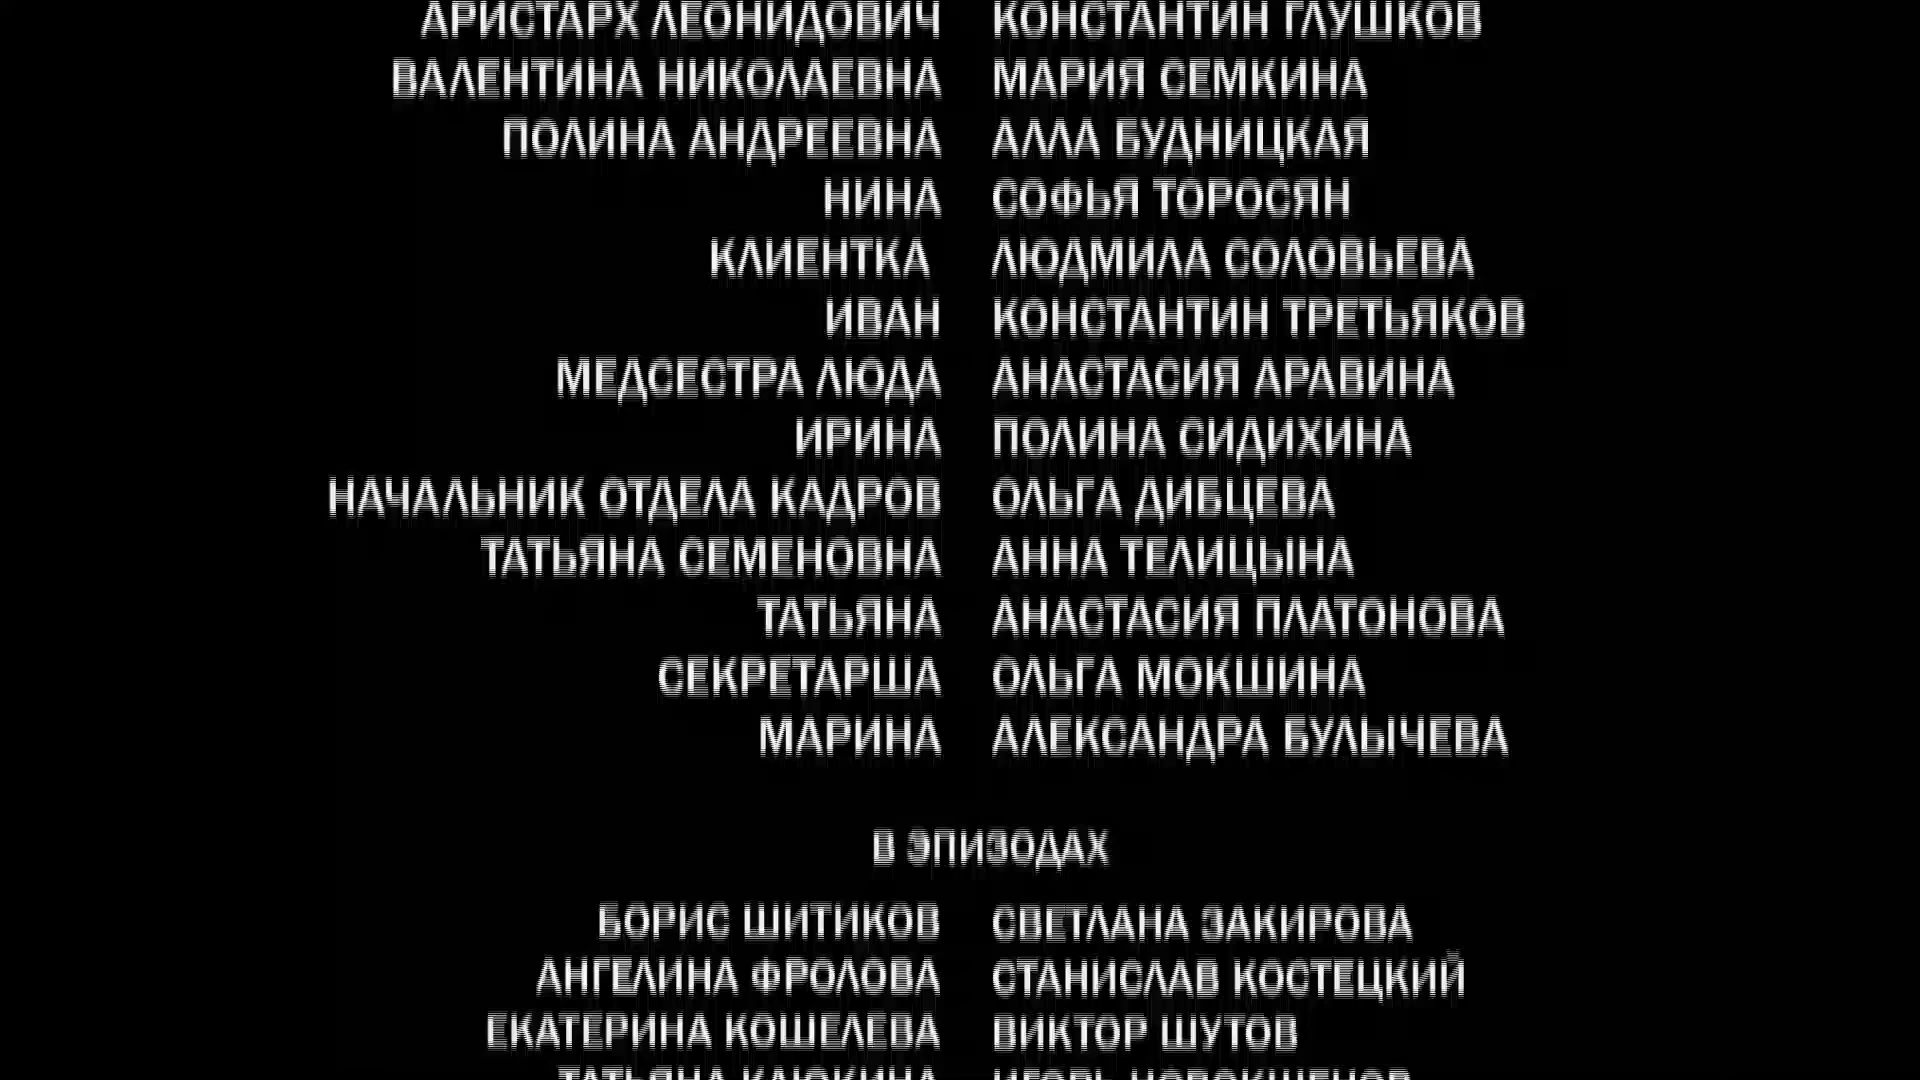 АРИСТАРХ ЛЕОНИДОВИЧ КОНСТАНТИН ГЛУШКОВ
ВАЛЕНТИНА НИКОЛАЕВНА МАРИЯ СЕМКИНА
ПОЛИНА АНДРЕЕВНА АЛЛА БУДНИЦКАЯ
НИНА СОФЬЯ ТОРОСЯН
КЛИЕНТКА ЛЮДМИЛА СОЛОВЬЕВА
ИВАН КОНСТАНТИН ТРЕТЬЯКОВ
МЕДСЕСТРА ЛЮДА АНАСТАСИЯ АРАВИНА
ИРИНА ПОЛИНА СИДИХИНА
НАЧАЛЬНИК ОТДЕЛА КАДРОВ ОЛЬГА ДИБЦЕВА
ТАТЬЯНА СЕМЕНОВНА АННА ТЕЛИЦЫНА
ТАТЬЯНА АНАСТАСИЯ ПЛАТОНОВА
СЕКРЕТАРША ОЛЬГА МОКШИНА
МАРИНА АЛЕКСАНДРА БУЛЫЧЕВА
В ЭПИЗОДАХ
БОРИС ШИТИКОВ СВЕТЛАНА ЗАКИРОВА
АНГЕЛИНА ФРОЛОВА СТАНИСЛАВ КОСТЕЦКИЙ
ЕКАТЕРИНА КОШЕЛЕВА ВИКТОР ШУТОВ
ТАТЬЯНА ИГОРЬ